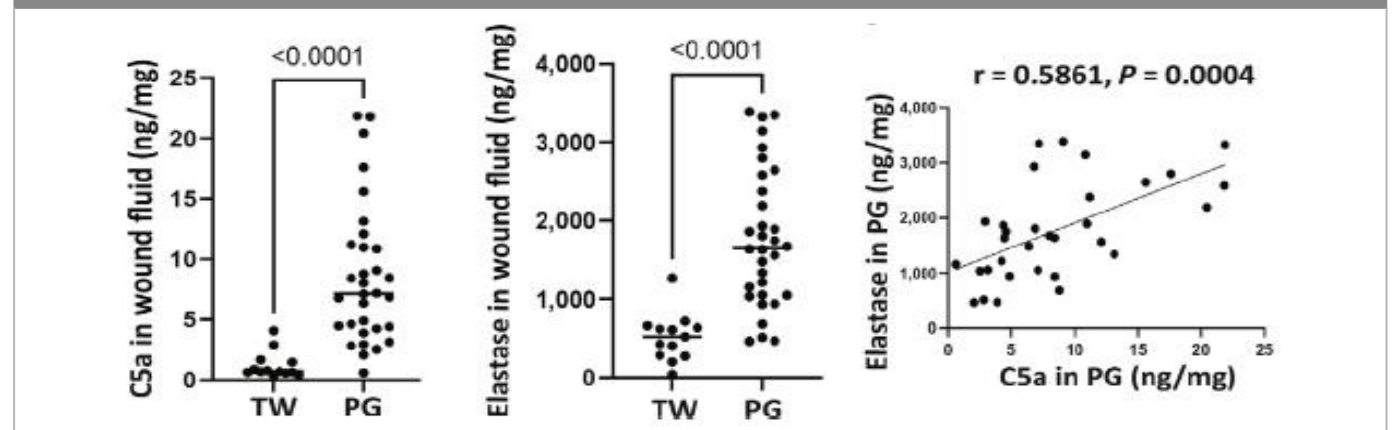 <0.0001
C5a in wound fluid (ng/mg)
25
20
15
10
5
0
TW PG
<0.0001
Elastase in wound fluid (ng/mg)
4,000
3,000
2,000
1,000
0
TW PG
r = 0.5861, P = 0.0004
Elastase in PG (ng/mg)
4,000
3,000
2,000
1,000
0
0 5 10 15 20 25
C5a in PG (ng/mg)